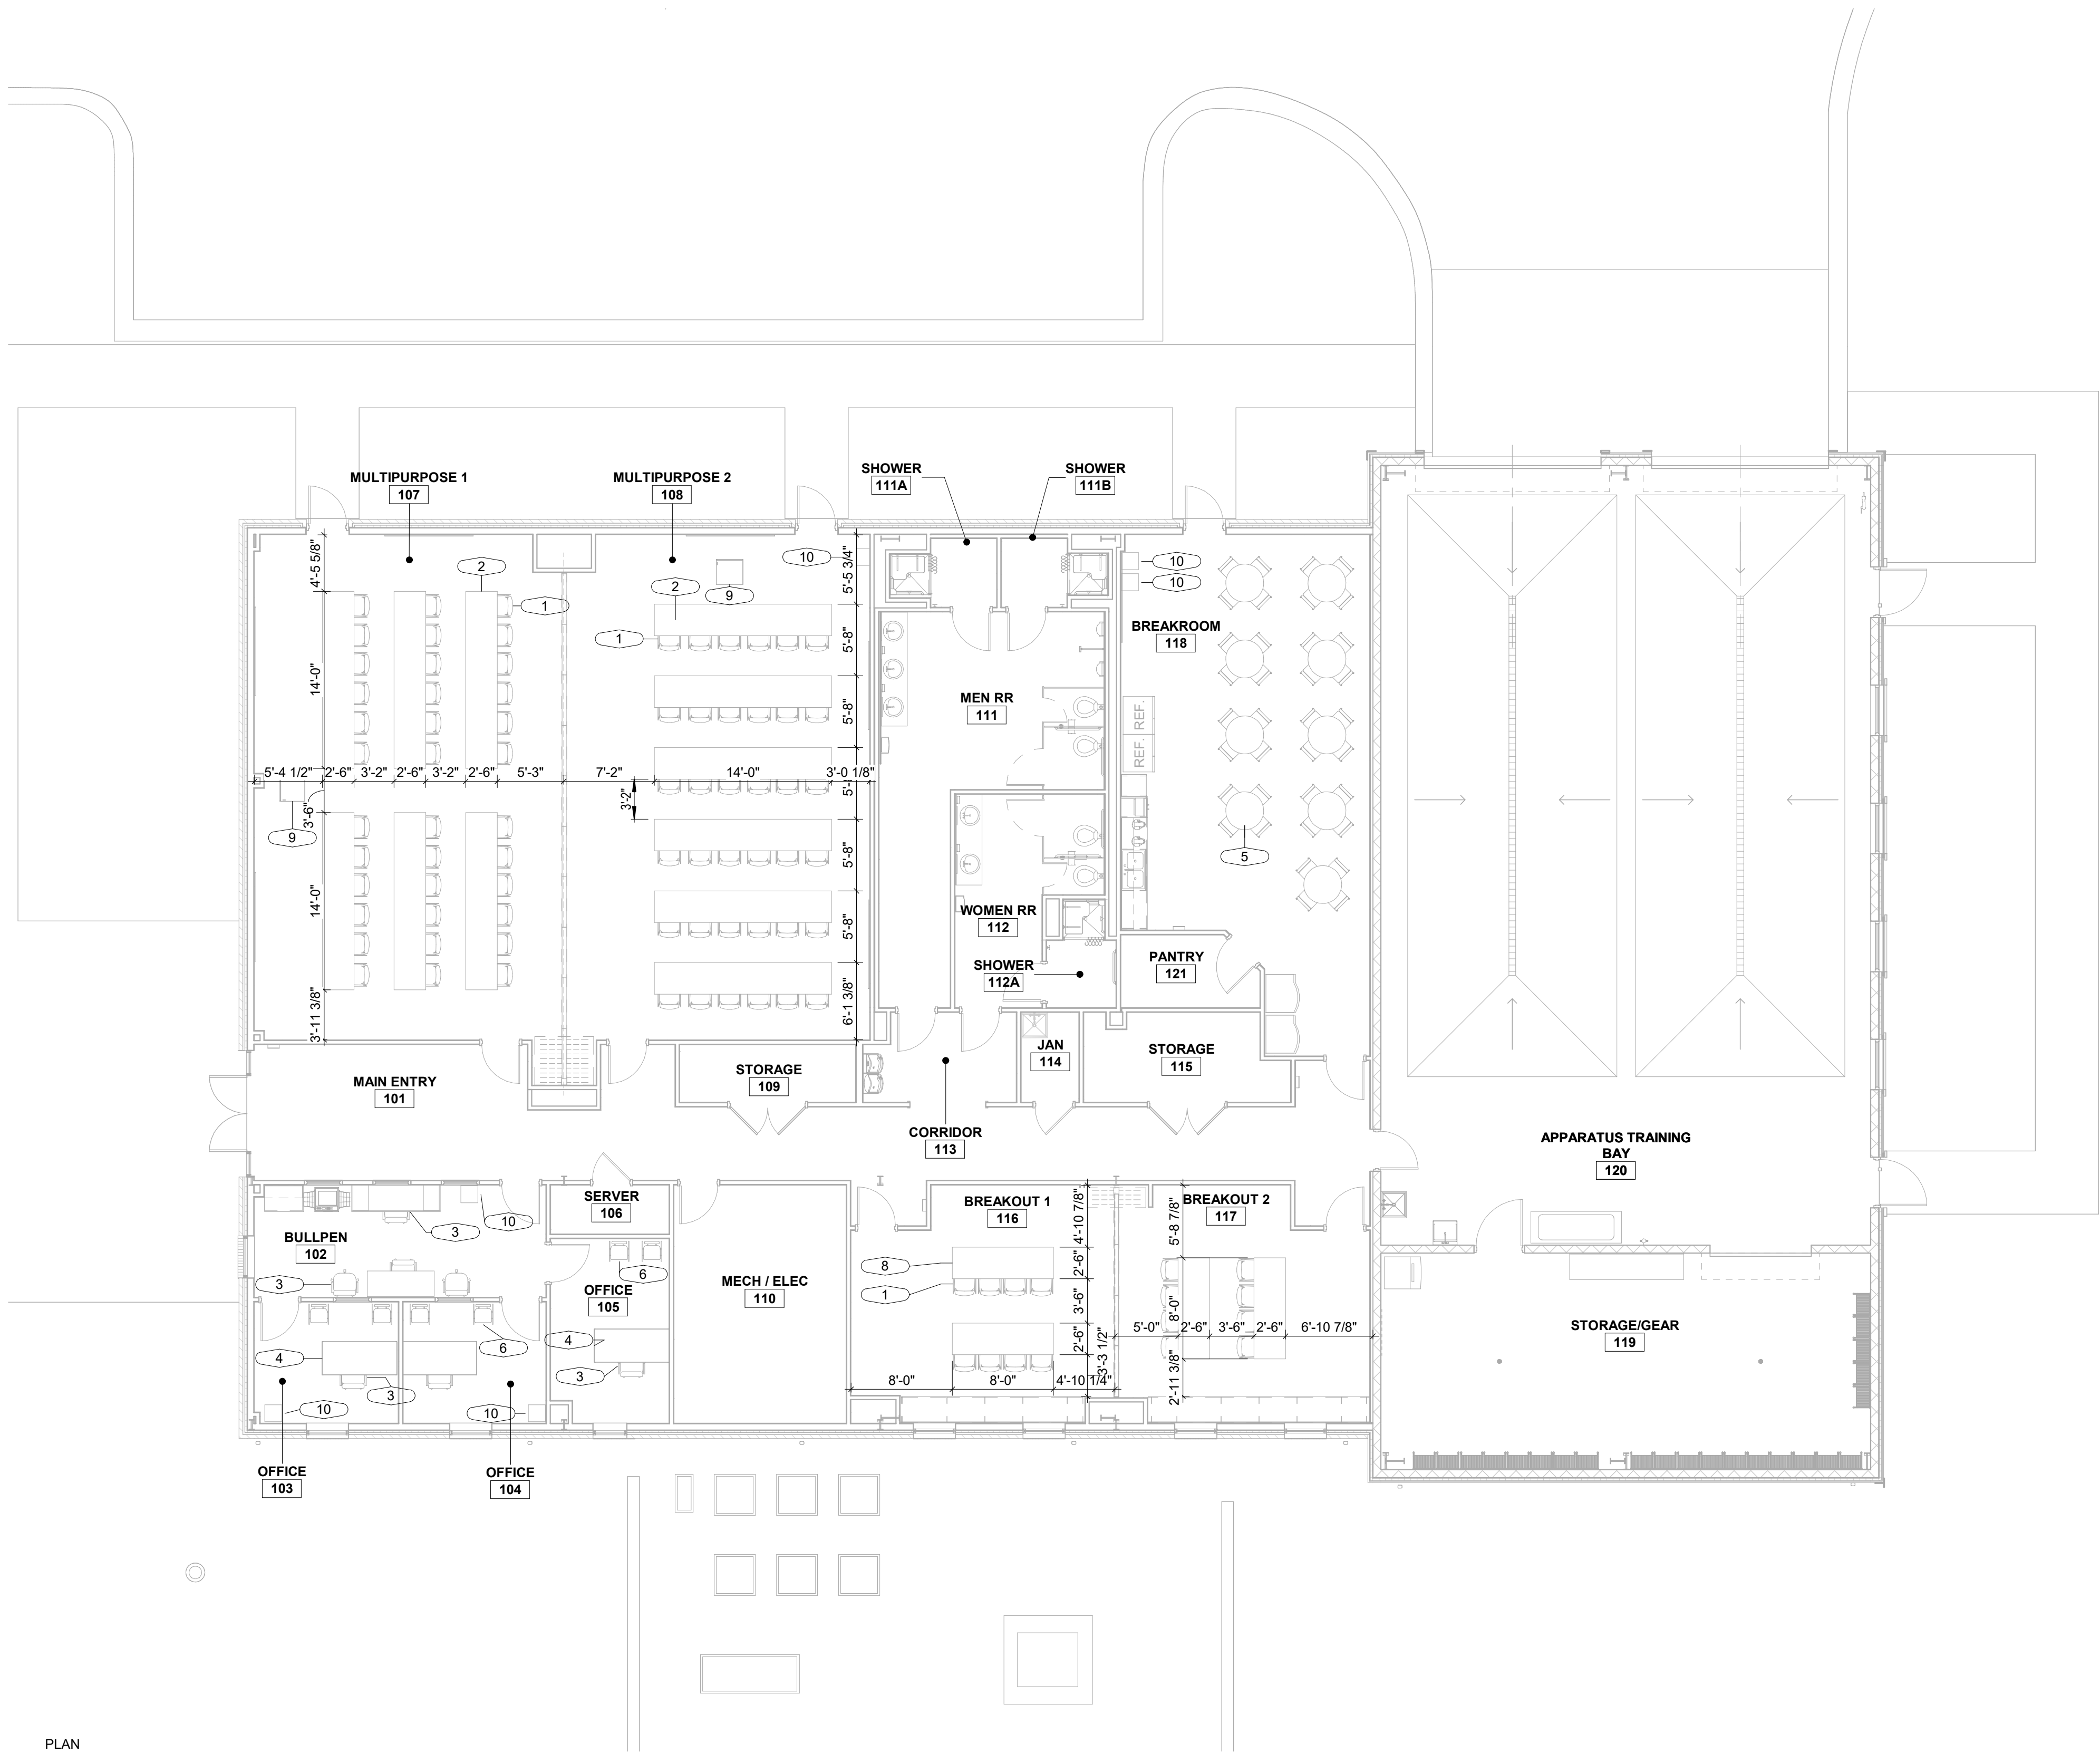 SHOWER
111A
SHOWER
111B
MULTIPURPOSE 1
107
MULTIPURPOSE 2
108
4'-5 5/8"
2
1
10
5'-5 3/4"
2
9
1
10
10
5'-8"
BREAKROOM
118
14'-0"
MEN RR
111
5'-8"
REF.
REF.
5'-4 1/2"
2'-6"
3'-2"
2'-6"
3'-2"
2'-6"
5'-3"
7'-2"
14'-0"
3'-0 1/8"
3'-6"
9
3'-2"
5'-8"
5
14'-0"
5'-8"
WOMEN RR
112
3'-11 3/8"
6'-1 3/8"
SHOWER
112A
PANTRY
121
JAN
114
STORAGE
115
STORAGE
109
MAIN ENTRY
101
CORRIDOR
113
APPARATUS TRAINING
BAY
120
SERVER
106
BREAKOUT 1
116
BREAKOUT 2
117
4'-10 7/8"
5'-8 7/8"
10
3
BULLPEN
102
3
6
OFFICE
105
MECH / ELEC
110
8
1
2'-6"
3'-6"
2'-6"
3'-3 1/2"
8'-0"
5'-0"
2'-6"
3'-6"
2'-6"
6'-10 7/8"
2'-11 3/8"
STORAGE/GEAR
119
4
6
4
3
3
8'-0"
8'-0"
4'-10 1/4"
10
10
OFFICE
103
OFFICE
104
PLAN